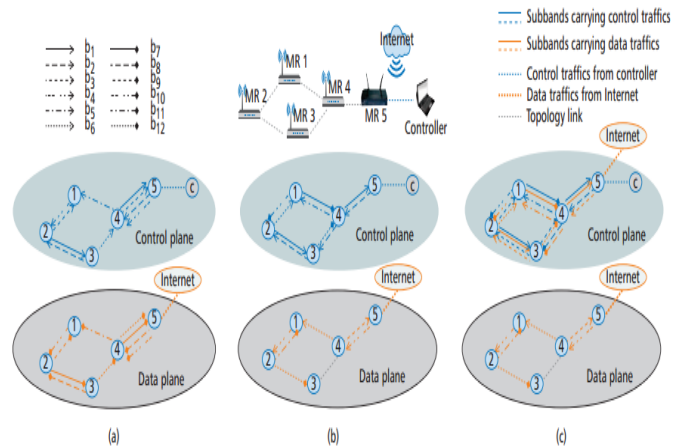 b1
b2
b3
b4
b5
b6
b7
b8
b9
b10
b11
b12
Internet
MR 1
MR 2
MR 3
MR 4
MR 5
Controller
Subbands carrying control traffics
Subbands carrying data traffics
Control traffics from controller
Data traffics from Internet
Topology link
1
2
3
4
5
c
Control plane
Internet
1
2
3
4
5
Data plane
(a)
1
2
3
4
5
c
Control plane
Internet
1
2
3
4
5
Data plane
(b)
Internet
1
2
3
4
5
c
Control plane
Internet
1
2
3
4
5
Data plane
(c)